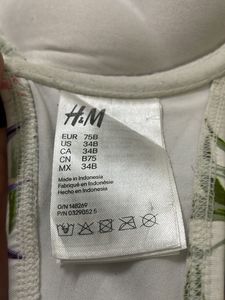 H&M
EUR 75B
US 34B
CA 34B
CN B75
MX 34B
Made in Indonesia
Fabriqué en Indonésie
Hecho en Indonesia
O/N 148269
P/N 0329052 5